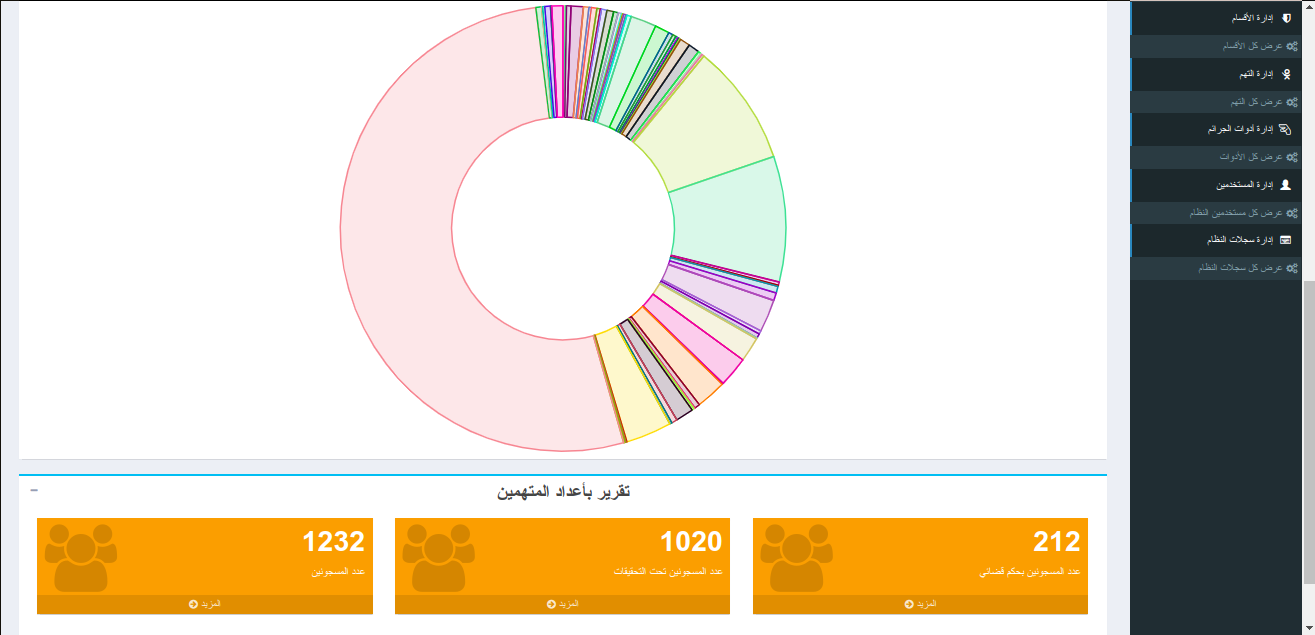 إدارة الأقسام
عرض كل الأقسام
إدارة التهم
عرض كل التهم
إدارة أدوات الجرائم
عرض كل الأدوات
إدارة المستخدمين
عرض كل مستخدمين النظام
إدارة سجلات النظام
عرض كل سجلات النظام
تقرير بأعداد المتهمين
212
عدد المسجونين بحكم قضائي
المزيد
1020
عدد المسجونين تحت التحقيقات
المزيد
1232
عدد المسجونين
المزيد